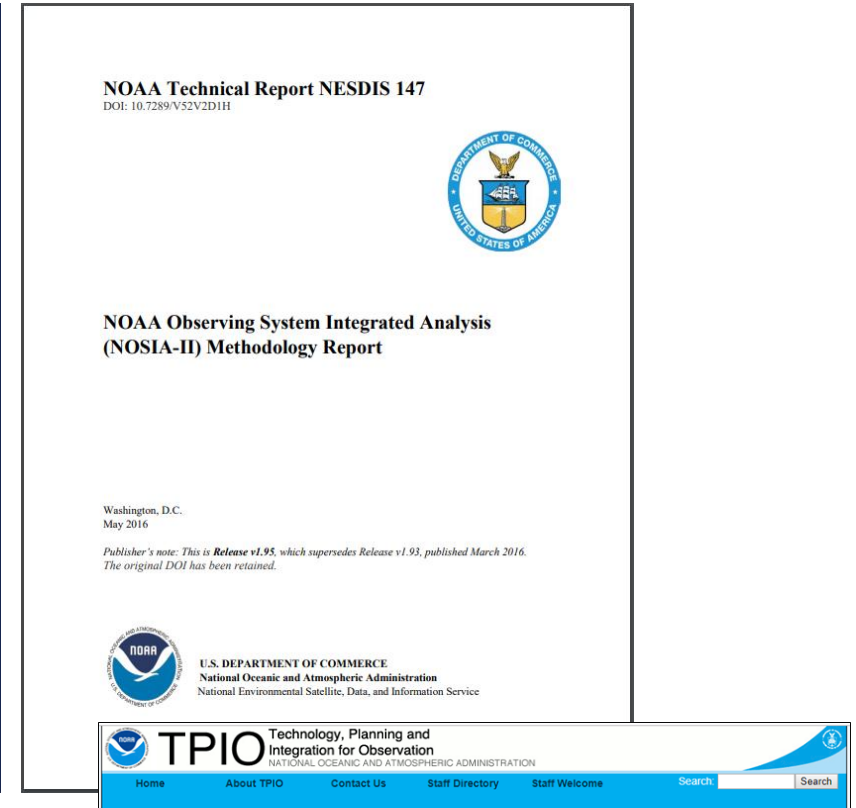 NOAA Technical Report NESDIS 147
DOI: 10.7289/V52V2D1H
DEPARTMENT OF COMMERCE
UNITED STATES OF AMERICA
NOAA Observing System Integrated Analysis
(NOSIA-II) Methodology Report
Washington, D.C.
May 2016
Publisher's note: This is Release v1.95, which supersedes Release v1.93, published March 2016.
The original DOI has been retained.
NATIONAL OCEANIC AND ATMOSPHERIC ADMINISTRATION
NOAA
U.S. DEPARTMENT OF COMMERCE
U.S. DEPARTMENT OF COMMERCE
National Oceanic and Atmospheric Administration
National Environmental Satellite, Data, and Information Service
NOAA
TPIO
Technology, Planning and
Integration for Observation
NATIONAL OCEANIC AND ATMOSPHERIC ADMINISTRATION
Home About TPIO Contact Us Staff Directory Staff Welcome Search: Search